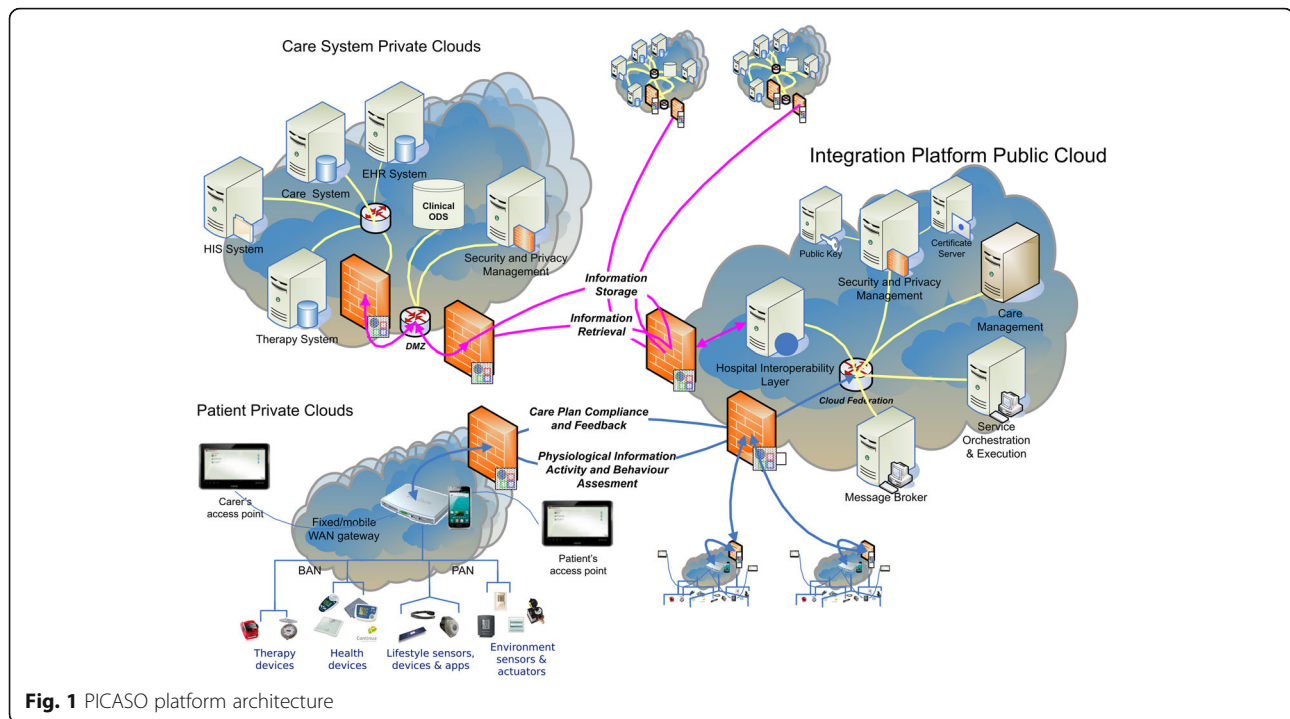 Care System Private Clouds
EHR System
Care System
HIS System
Clinical
ODS
Security and Privacy
Management
Therapy System
DMZ
Information
Storage
Information
Retrieval
Integration Platform Public Cloud
Public Key
Certificate
Server
Security and Privacy
Management
Care
Management
Hospital Interoperability
Layer
Cloud Federation
Service
Orchestration
& Execution
Message Broker
Patient Private Clouds
Care Plan Compliance
and Feedback
Physiological Information
Activity and Behaviour
Assesment
Carer's
access point
Fixed/mobile
WAN gateway
Patient's
access point
BAN
PAN
Continua
Therapy
devices
Health
devices
Lifestyle sensors,
devices & apps
Environment
sensors &
actuators
Fig. 1 PICASO platform architecture